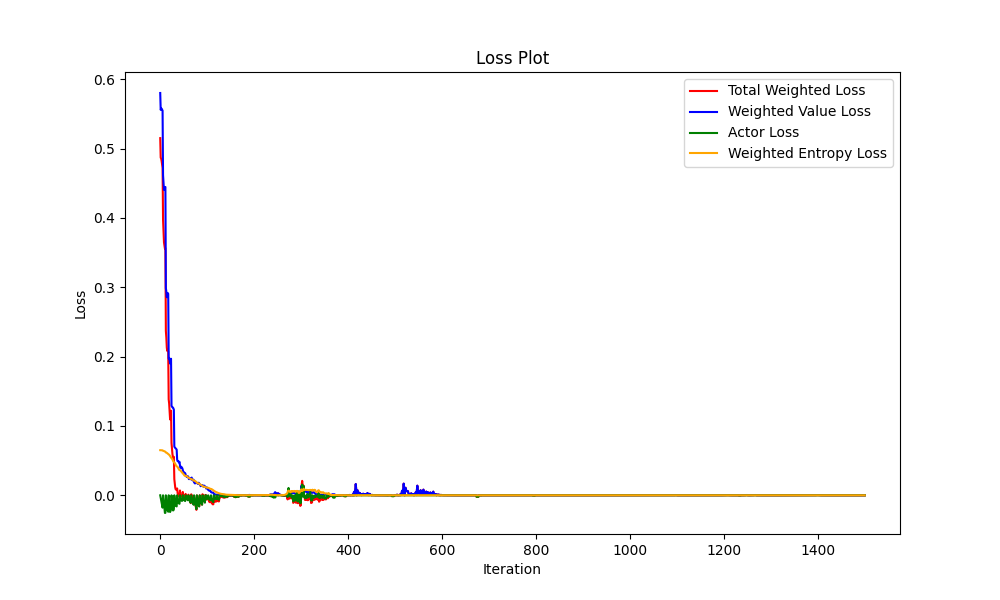 Loss Plot
Total Weighted Loss
Weighted Value Loss
Actor Loss
Weighted Entropy Loss
Loss
0.6
0.5
0.4
0.3
0.2
0.1
0.0
0 200 400 600 800 1000 1200 1400
Iteration